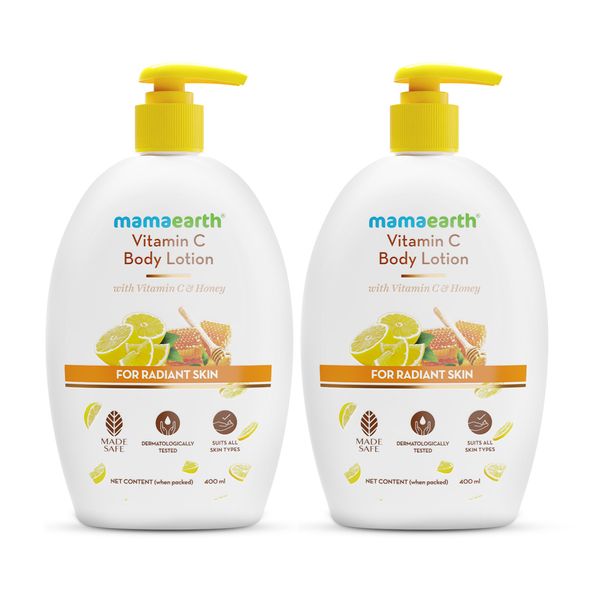 mamaearth®
Vitamin C
Body Lotion
with Vitamin C & Honey
FOR RADIANT SKIN
MADE
SAFE
DERMATOLOGICALLY
TESTED
SUITS ALL
SKIN TYPES
NET CONTENT (when packed) 400 ml
mamaearth®
Vitamin C
Body Lotion
with Vitamin C & Honey
FOR RADIANT SKIN
MADE
SAFE
DERMATOLOGICALLY
TESTED
SUITS ALL
SKIN TYPES
NET CONTENT (when packed) 400 ml